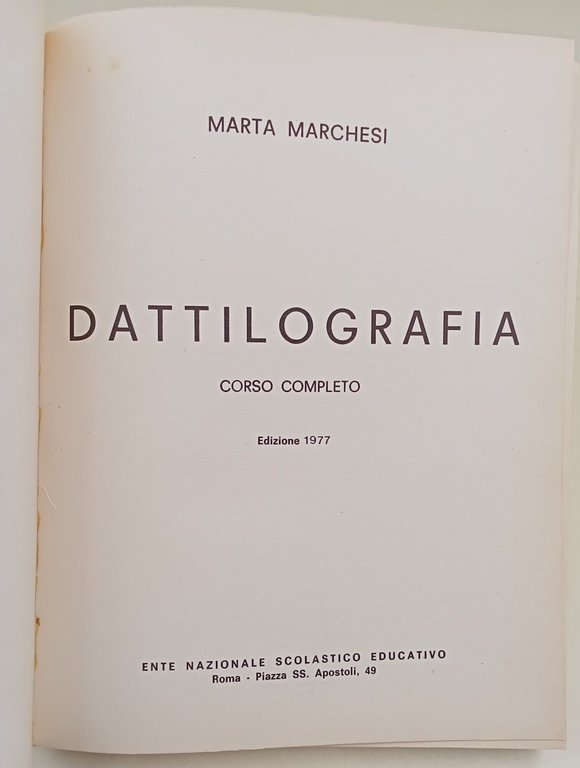 MARTA MARCHESI
DATTILOGRAFIA
CORSO COMPLETO
Edizione 1977
ENTE NAZIONALE SCOLASTICO EDUCATIVO
Roma - Piazza SS. Apostoli, 49